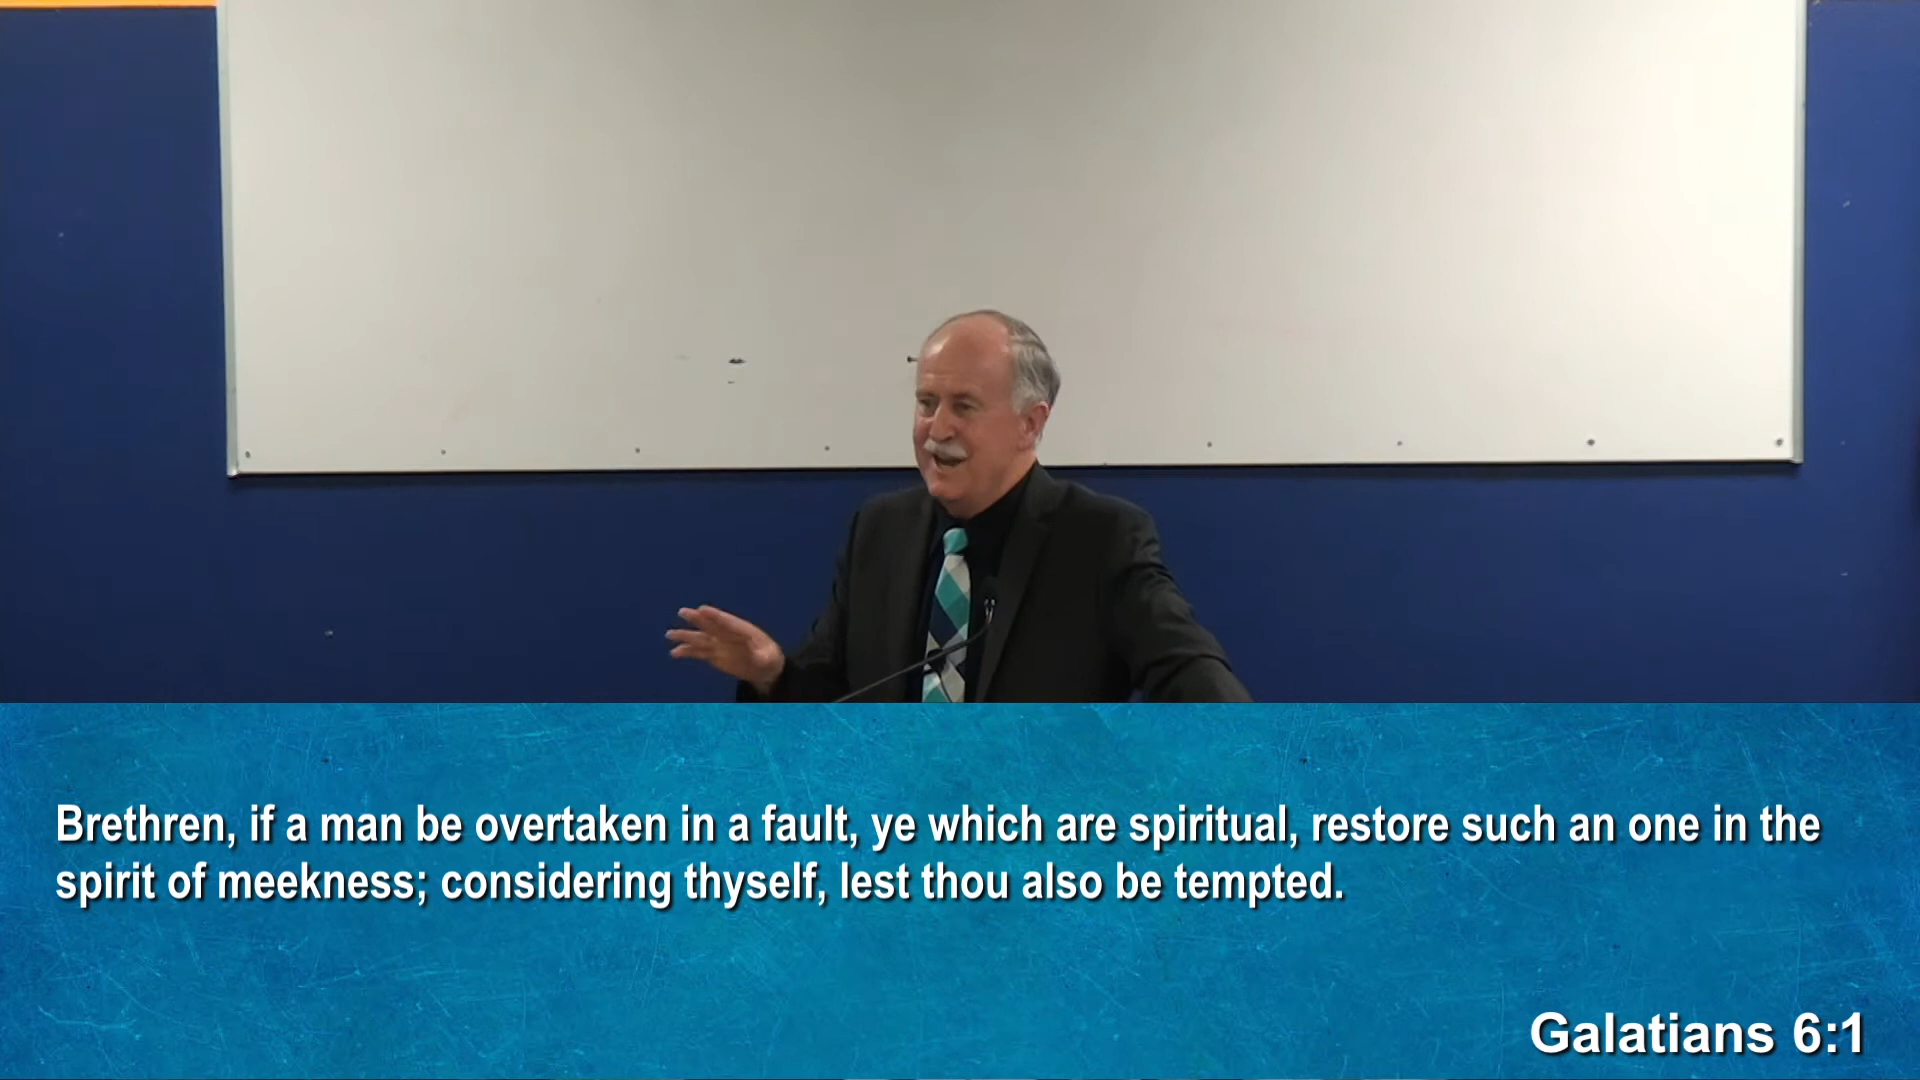 Brethren, if a man be overtaken in a fault, ye which are spiritual, restore such an one in the
spirit of meekness; considering thyself, lest thou also be tempted.
Galatians 6:1